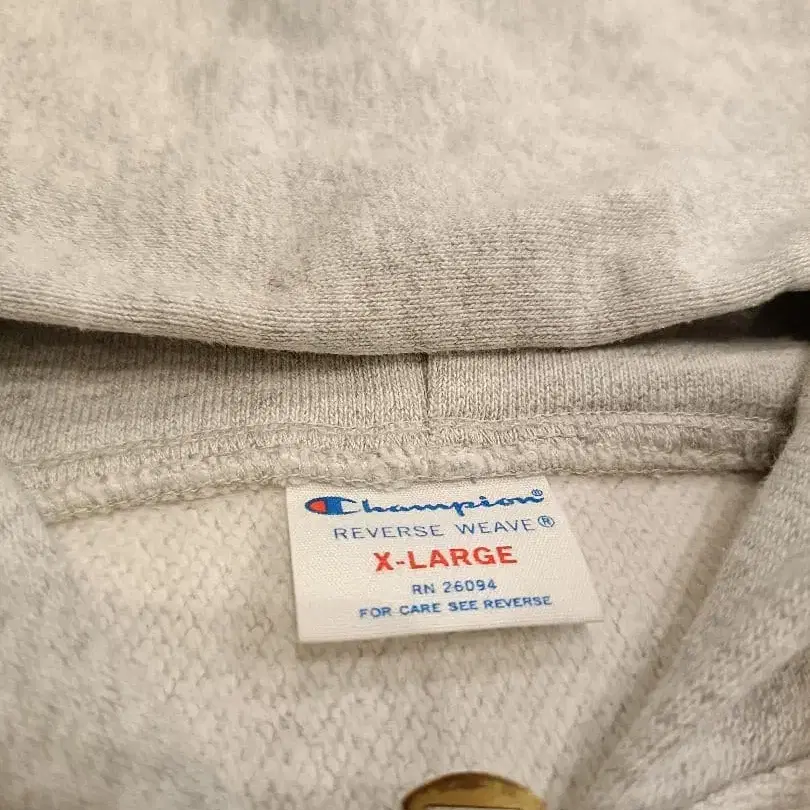 Champion®
REVERSE WEAVE®
X-LARGE
RN 26094
FOR CARE SEE REVERSE